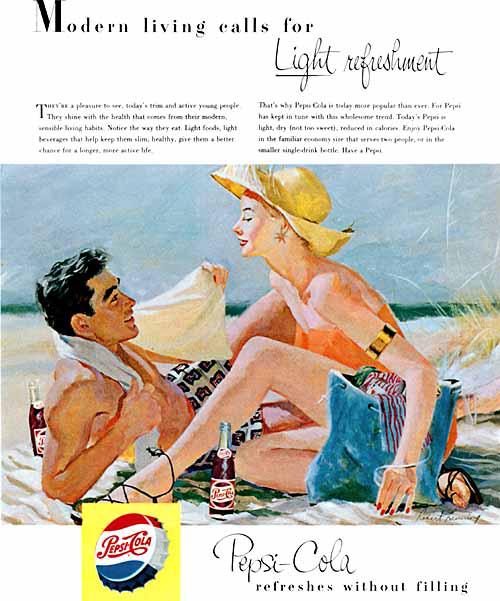 Modern living calls for
Light refreshment
THEY'RE a pleasure to see, today's trim and active young people.
They shine with the health that comes from their modern,
sensible living habits. Notice the way they eat. Light foods, light
beverages that help keep them slim, healthy, give them a better
chance for a longer, more active life.
That's why Pepsi-Cola is today more popular than ever. For Pepsi
has kept in tune with this wholesome trend. Today's Pepsi is
light, dry (not too sweet), reduced in calories. Enjoy Pepsi-Cola
in the familiar economy size that serves two people, or in the
smaller single-drink bottle. Have a Pepsi.
Pepsi-Cola
PEPSI-COLA
Pepsi-Cola
refreshes without filling